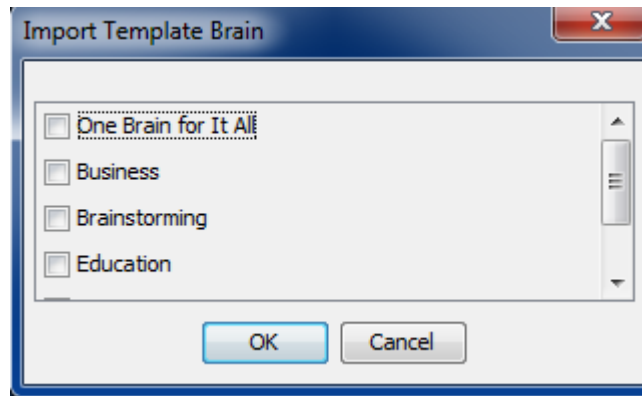 Import Template Brain
One Brain for It All
Business
Brainstorming
Education
OK Cancel